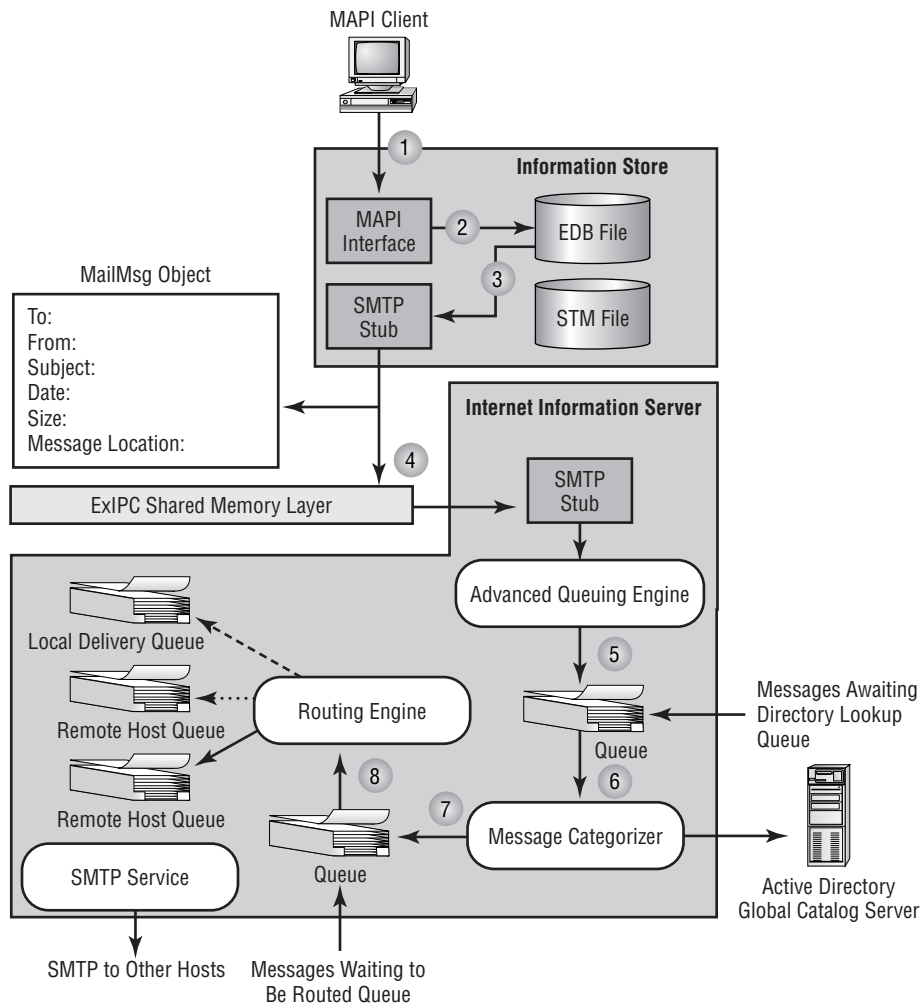 MAPI Client
1
Information Store
MAPI
Interface
2
EDB File
3
MailMsg Object
SMTP
Stub
STM File
To:
From:
Subject:
Date:
Size:
Message Location:
Internet Information Server
4
ExIPC Shared Memory Layer
SMTP
Stub
Advanced Queuing Engine
5
Local Delivery Queue
Remote Host Queue
Routing Engine
Remote Host Queue
Messages Awaiting
Directory Lookup
Queue
Queue
6
8
7
Message Categorizer
Queue
SMTP Service
Active Directory
Global Catalog Server
SMTP to Other Hosts
Messages Waiting to
Be Routed Queue